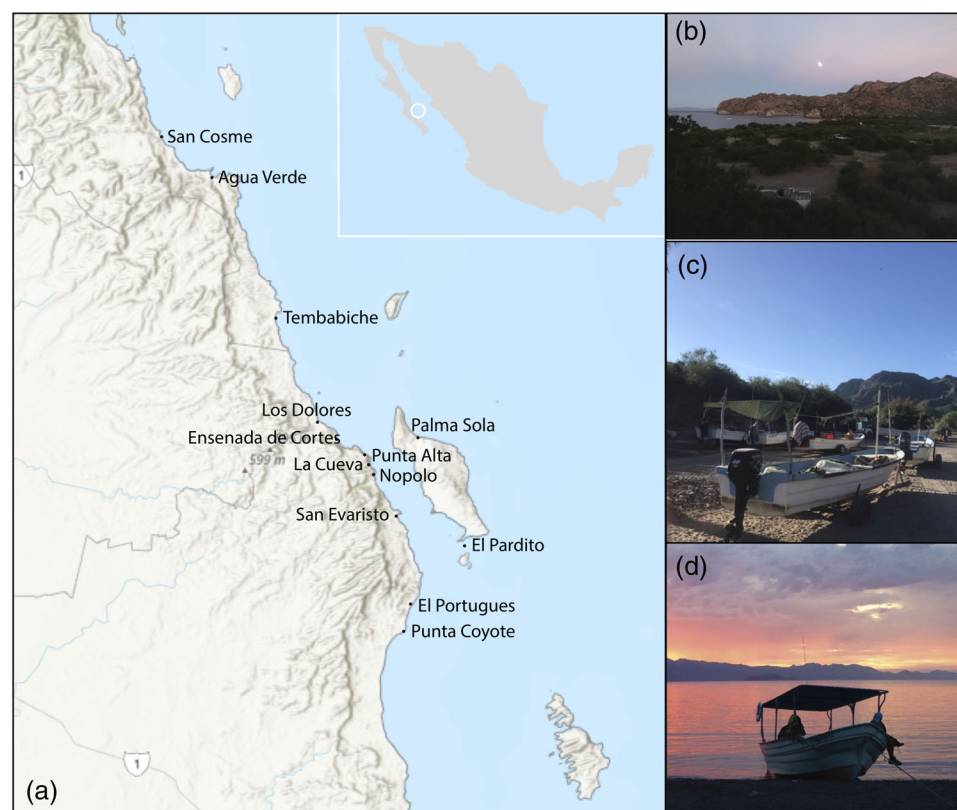 San Cosme
1
Agua Verde
Tembabiche
Los Dolores
Ensenada de Cortes
599 m
La Cueva
Punta Alta
Nopolo
Palma Sola
San Evaristo
El Pardito
El Portugues
Punta Coyote
1
(a)
(b)
(c)
(d)